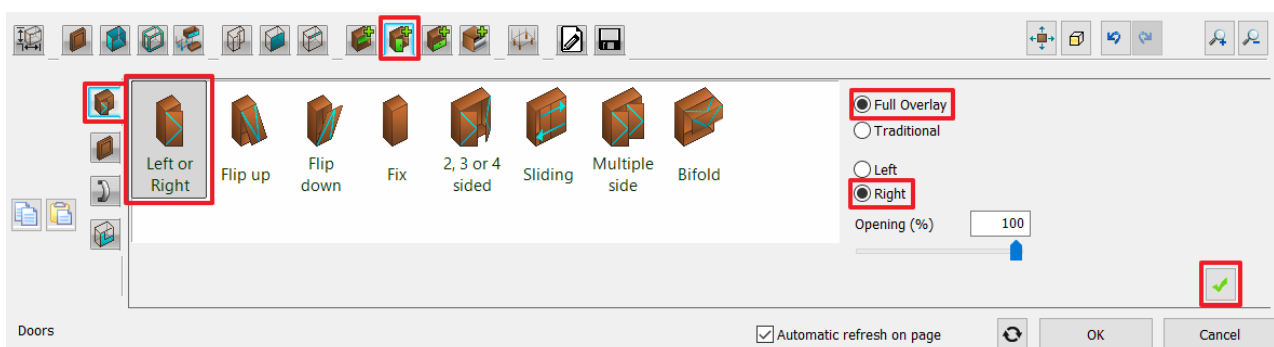 Left or
Right
Flip up
Flip
down
Fix
2, 3 or 4
sided
Sliding
Multiple
side
Bifold
Full Overlay
Traditional
Left
Right
Opening (%)
100
Doors
Automatic refresh on page
OK
Cancel